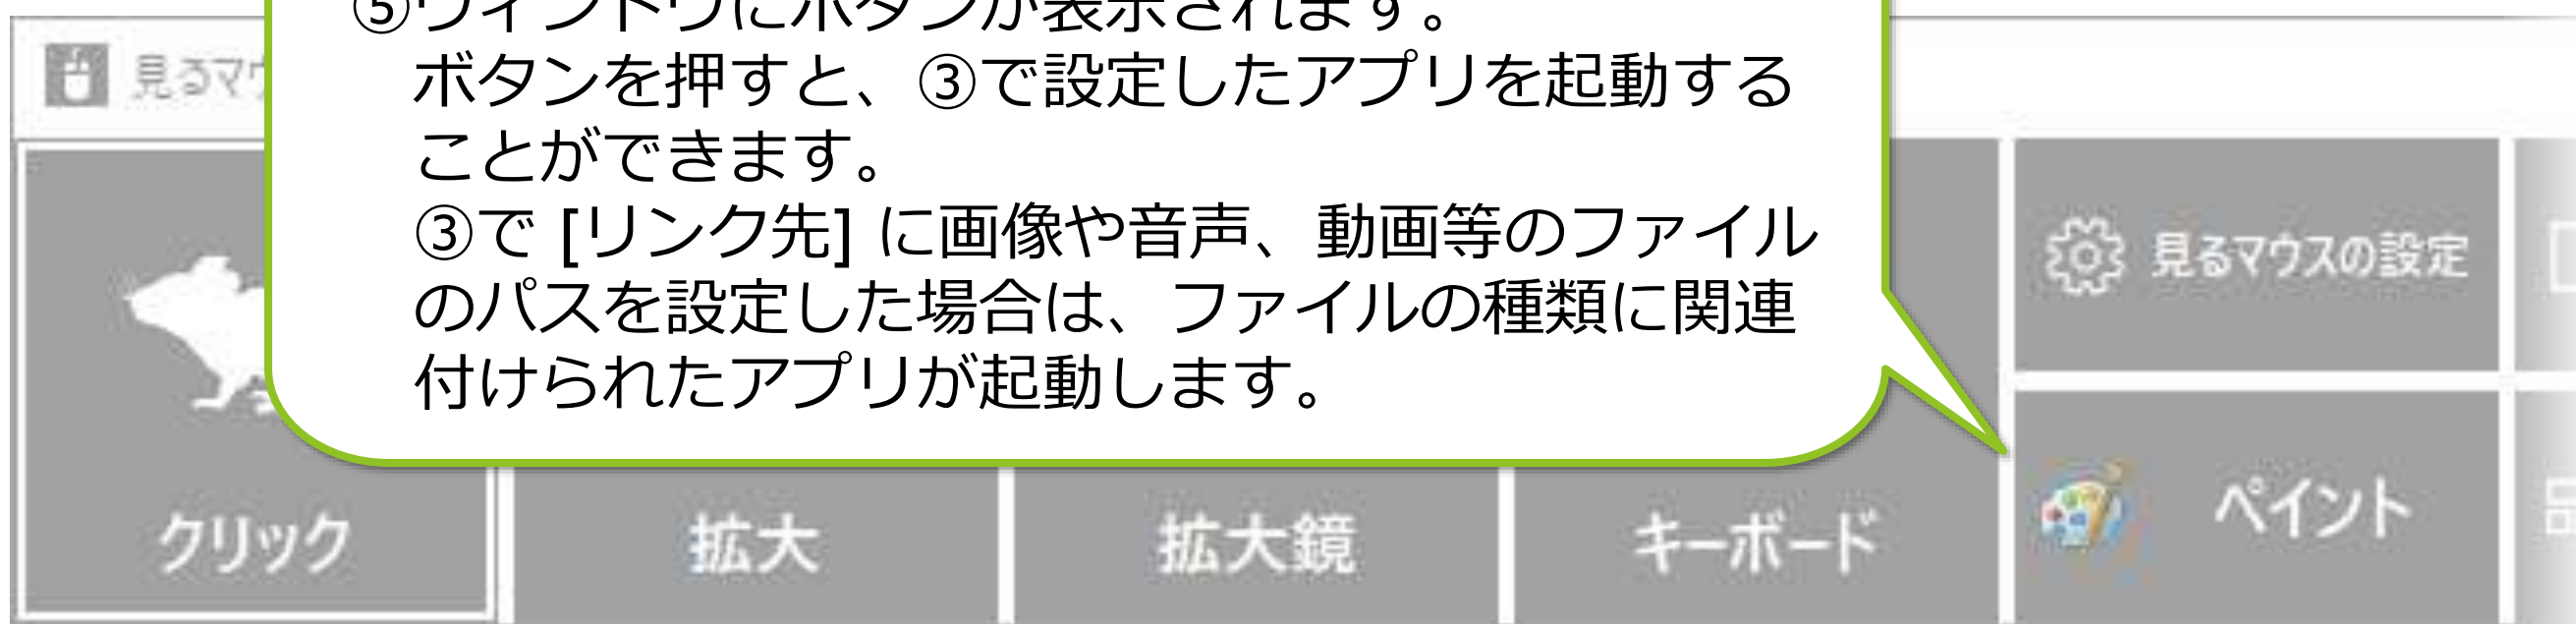 ⑤ウィンドウにボタンが表示されます。
ボタンを押すと、③で設定したアプリを起動する
ことができます。
③で [リンク先] に画像や音声、動画等のファイル
のパスを設定した場合は、ファイルの種類に関連
付けられたアプリが起動します。
見るマウ
見るマウスの設定
クリック
拡大
拡大鏡
キーボード
ペイント